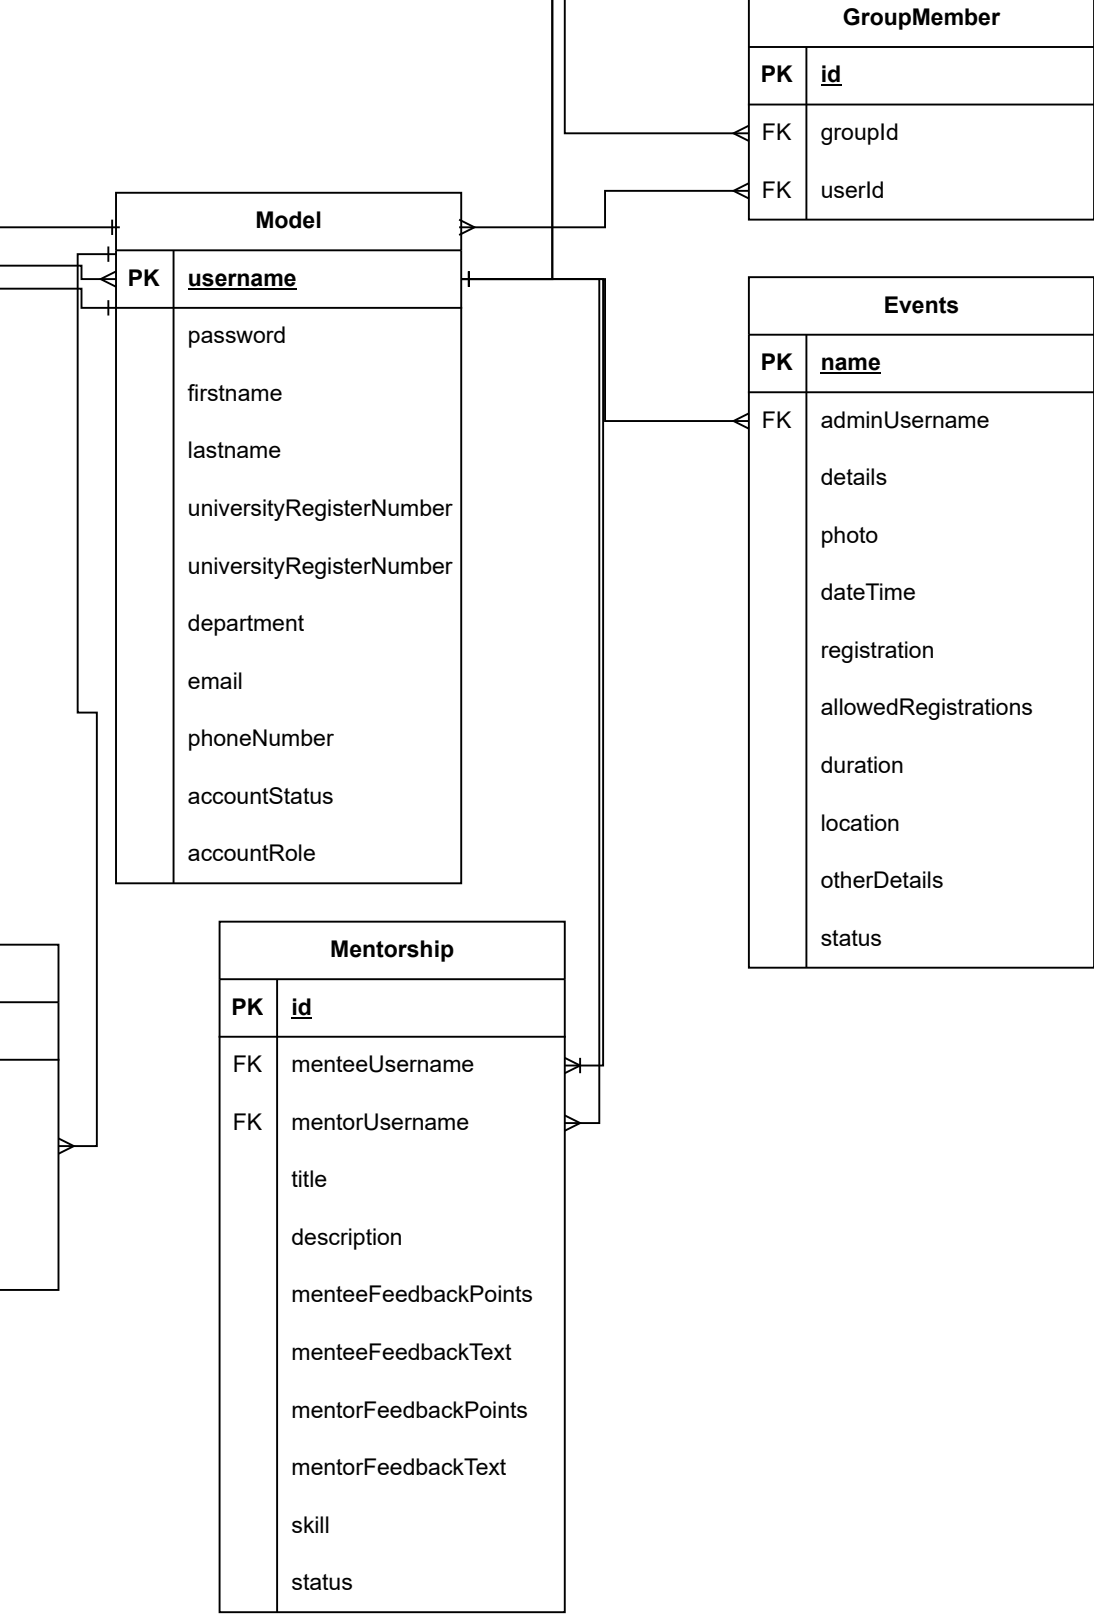 GroupMember
PK id
FK groupId
FK userId
Model
PK username
password
firstname
lastname
universityRegisterNumber
universityRegisterNumber
department
email
phoneNumber
accountStatus
accountRole
Events
PK name
FK adminUsername
details
photo
dateTime
registration
allowedRegistrations
duration
location
otherDetails
status
Mentorship
PK id
FK menteeUsername
FK mentorUsername
title
description
menteeFeedbackPoints
menteeFeedbackText
mentorFeedbackPoints
mentorFeedbackText
skill
status